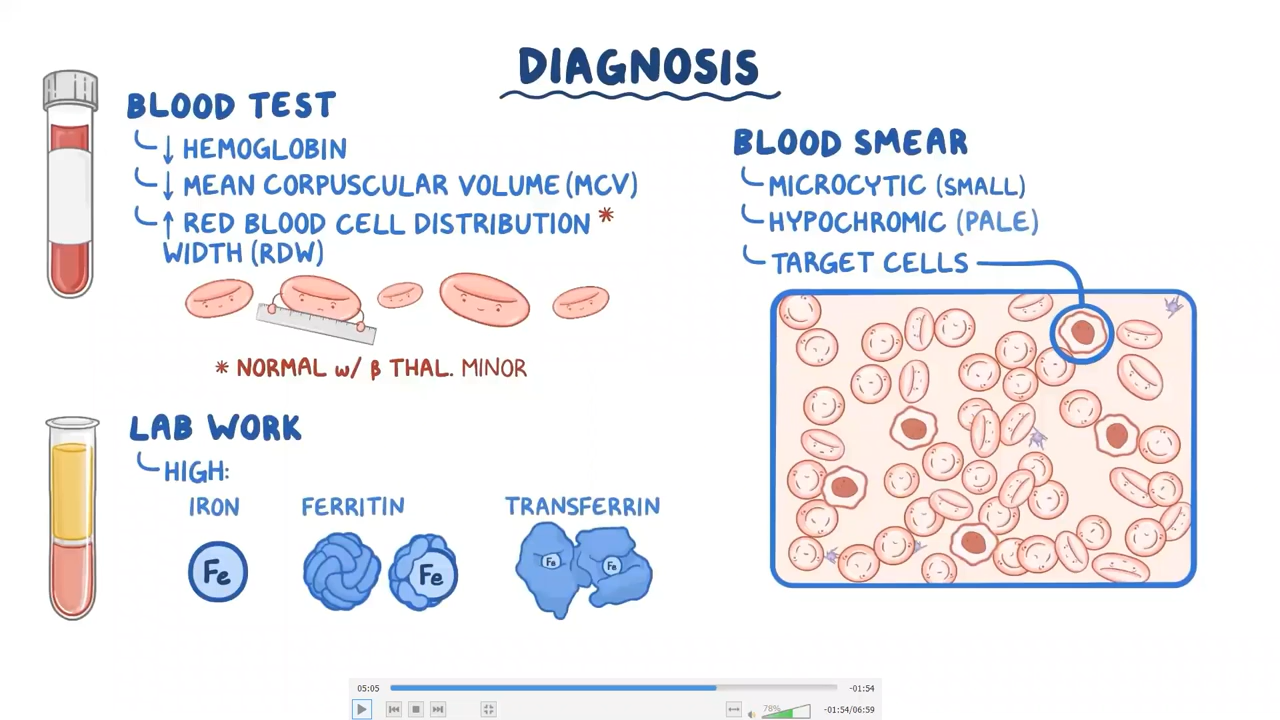 DIAGNOSIS
BLOOD TEST
↓ HEMOGLOBIN
↓ MEAN CORPUSCULAR VOLUME (MCV)
↑ RED BLOOD CELL DISTRIBUTION *
WIDTH (RDW)
* NORMAL w/ β THAL. MINOR
LAB WORK
HIGH:
IRON FERRITIN TRANSFERRIN
Fe Fe Fe Fe
BLOOD SMEAR
MICROCYTIC (SMALL)
HYPOCHROMIC (PALE)
TARGET CELLS
05:05 -01:54
78% -01:54/06:59